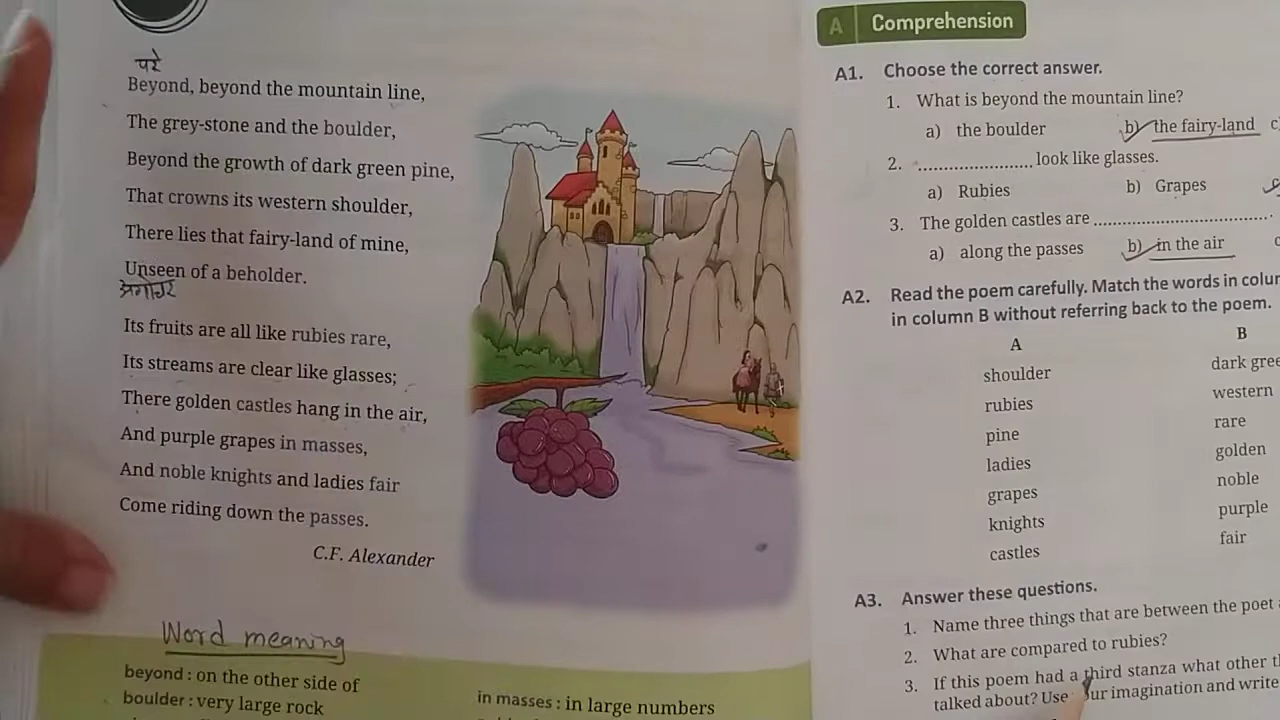 परे
Beyond, beyond the mountain line,
The grey-stone and the boulder,
Beyond the growth of dark green pine,
That crowns its western shoulder,
There lies that fairy-land of mine,
Unseen of a beholder.
अगोचर
Its fruits are all like rubies rare,
Its streams are clear like glasses;
There golden castles hang in the air,
And purple grapes in masses,
And noble knights and ladies fair
Come riding down the passes.
C.F. Alexander
Word meaning
beyond : on the other side of
boulder : very large rock
in masses : in large numbers
A Comprehension
A1. Choose the correct answer.
1. What is beyond the mountain line?
a) the boulder b) the fairy-land c)
2. ...................... look like glasses.
a) Rubies b) Grapes
3. The golden castles are ....................................
a) along the passes b) in the air
A2. Read the poem carefully. Match the words in
in column B without referring back to the poem.
A B
shoulder dark
rubies western
pine rare
ladies golden
grapes noble
knights purple
castles fair
A3. Answer these questions.
1. Name three things that are between the poet
2. What are compared to rubies?
3. If this poem had a third stanza what other
talked about? Use imagination and write